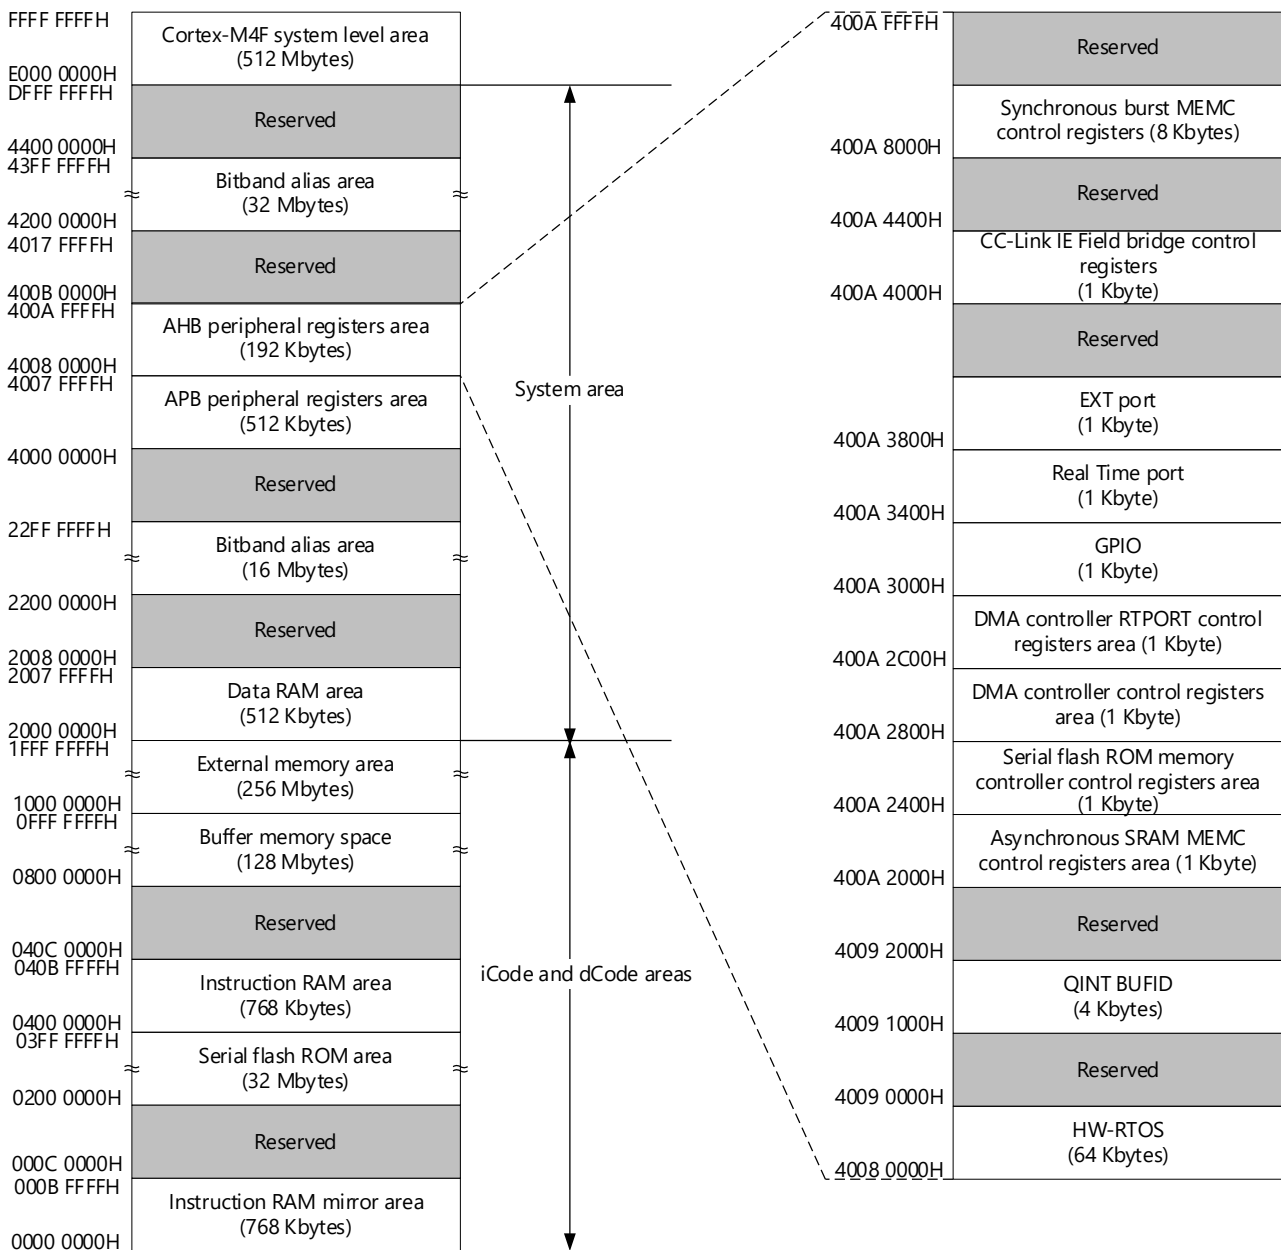 FFFF FFFFH
Cortex-M4F system level area
(512 Mbytes)
E000 0000H
DFFF FFFFH
Reserved
4400 0000H
43FF FFFFH
Bitband alias area
(32 Mbytes)
4200 0000H
4017 FFFFH
Reserved
400B 0000H
400A FFFFH
AHB peripheral registers area
(192 Kbytes)
4008 0000H
4007 FFFFH
APB peripheral registers area
(512 Kbytes)
4000 0000H
Reserved
22FF FFFFH
Bitband alias area
(16 Mbytes)
2200 0000H
Reserved
2008 0000H
2007 FFFFH
Data RAM area
(512 Kbytes)
2000 0000H
1FFF FFFFH
External memory area
(256 Mbytes)
1000 0000H
0FFF FFFFH
Buffer memory space
(128 Mbytes)
0800 0000H
Reserved
040C 0000H
040B FFFFH
Instruction RAM area
(768 Kbytes)
0400 0000H
03FF FFFFH
Serial flash ROM area
(32 Mbytes)
0200 0000H
Reserved
000C 0000H
000B FFFFH
Instruction RAM mirror area
(768 Kbytes)
0000 0000H
System area
iCode and dCode areas
400A FFFFH
Reserved
Synchronous burst MEMC
control registers (8 Kbytes)
400A 8000H
Reserved
400A 4400H
CC-Link IE Field bridge control
registers
(1 Kbyte)
400A 4000H
Reserved
EXT port
(1 Kbyte)
400A 3800H
Real Time port
(1 Kbyte)
400A 3400H
GPIO
(1 Kbyte)
400A 3000H
DMA controller RTPORT control
registers area (1 Kbyte)
400A 2C00H
DMA controller control registers
area (1 Kbyte)
400A 2800H
Serial flash ROM memory
controller control registers area
(1 Kbyte)
400A 2400H
Asynchronous SRAM MEMC
control registers area (1 Kbyte)
400A 2000H
Reserved
4009 2000H
QINT BUFID
(4 Kbytes)
4009 1000H
Reserved
4009 0000H
HW-RTOS
(64 Kbytes)
4008 0000H